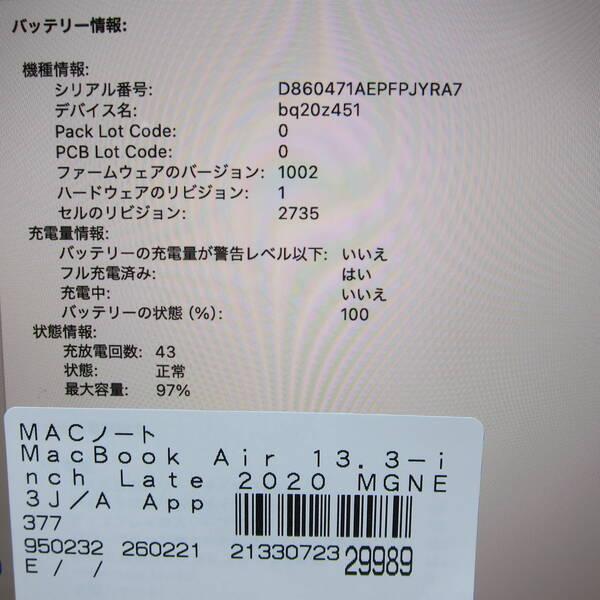 バッテリー情報:
機種情報:
シリアル番号: D860471AEPFPJYRA7
デバイス名: bq20z451
Pack Lot Code: 0
PCB Lot Code: 0
ファームウェアのバージョン: 1002
ハードウェアのリビジョン: 1
セルのリビジョン: 2735
充電量情報:
バッテリーの充電量が警告レベル以下: いいえ
フル充電済み: はい
充電中: いいえ
バッテリーの状態 (%): 100
状態情報:
充放電回数: 43
状態: 正常
最大容量: 97%
MACノート
MacBook Air 13.3-i
nch Late 2020 MGNE
3J/A App
377
950232 260221 21330723 29989
E / /